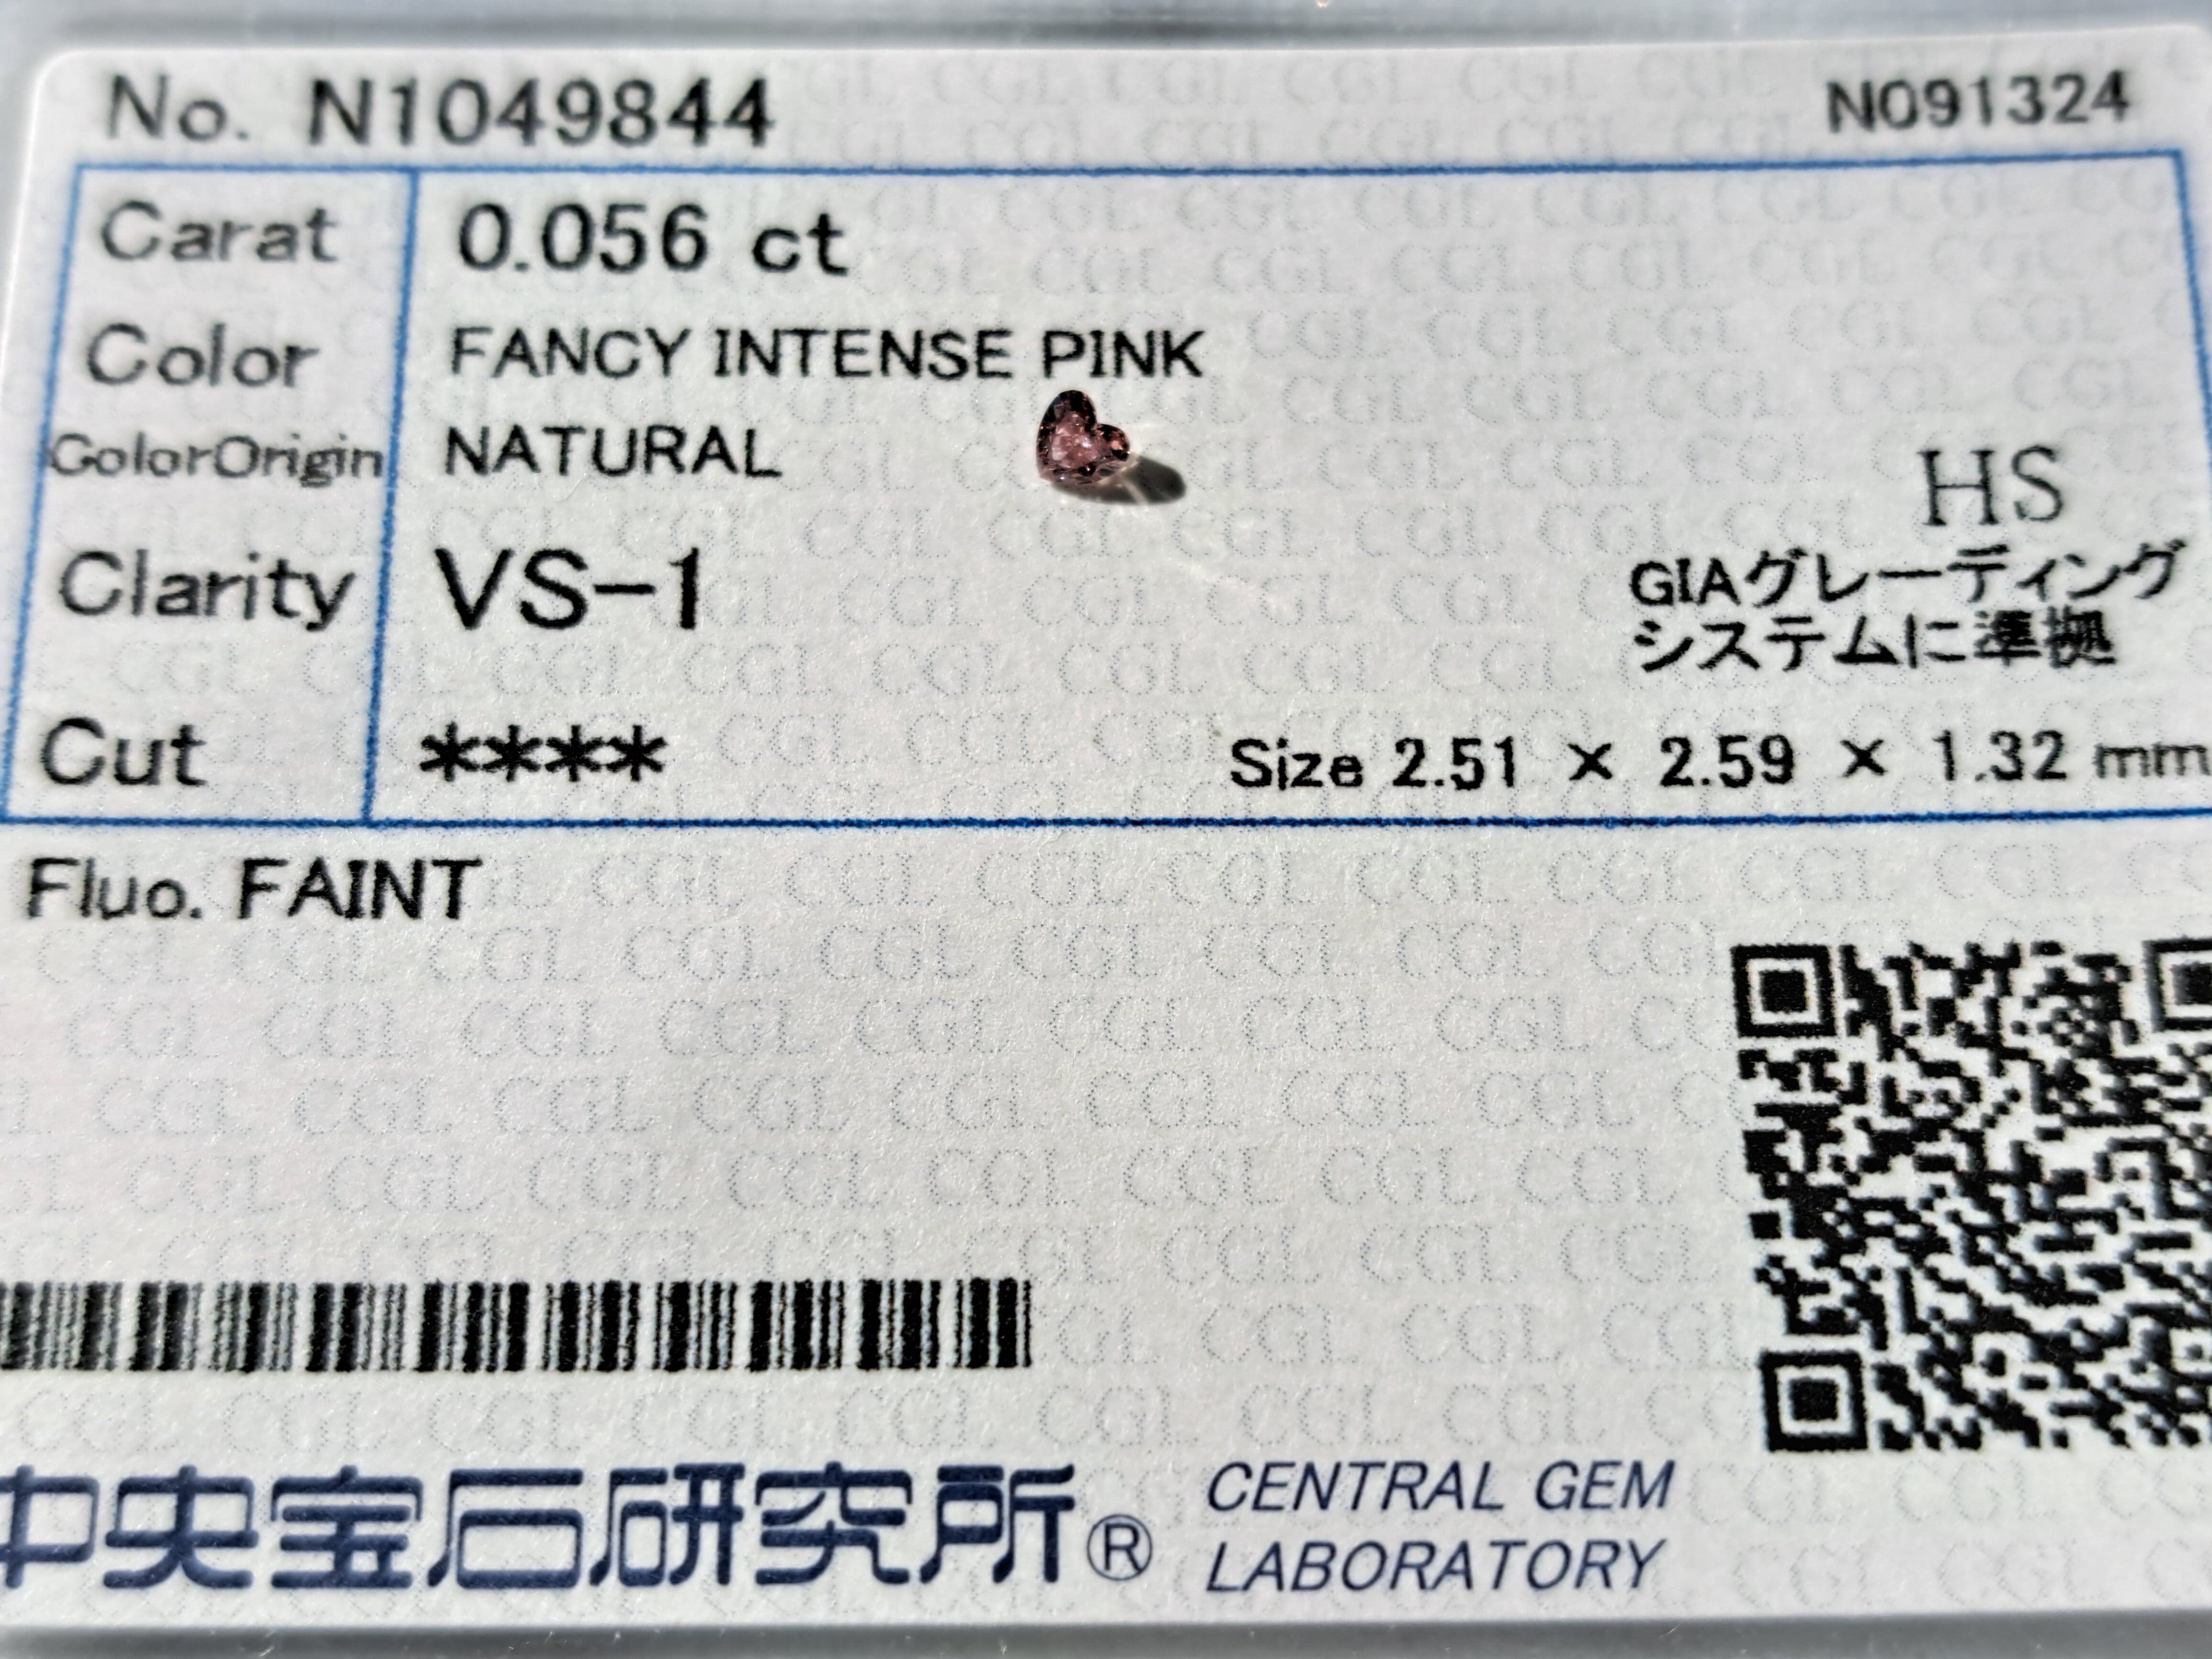 No. N1049844 N091324
Carat 0.056 ct
Color FANCY INTENSE PINK
ColorOrigin NATURAL
HS
Clarity VS-1
GIAグレーディング
システムに準拠
Cut ****
Size 2.51 × 2.59 × 1.32 mm
Fluo. FAINT
中央宝石研究所®
CENTRAL GEM
LABORATORY